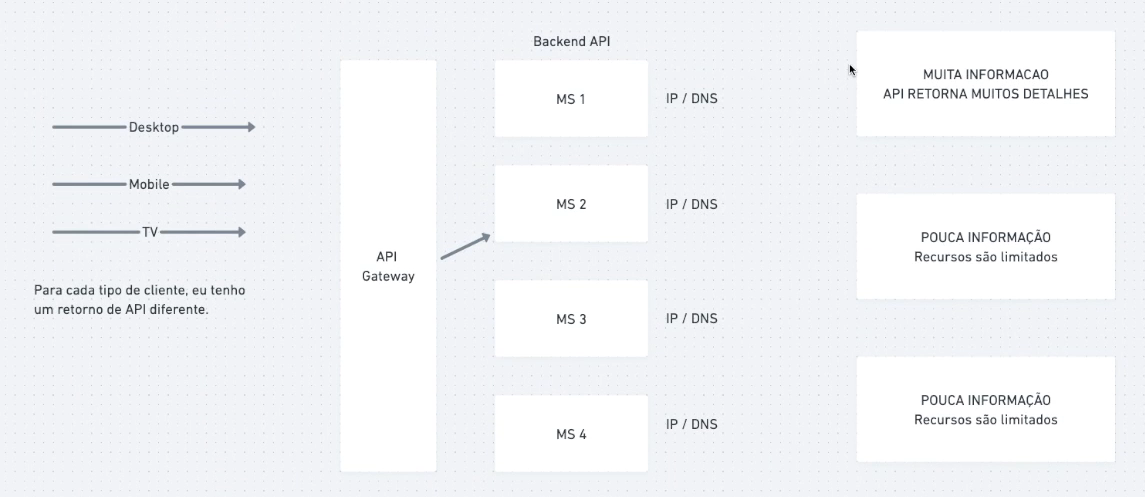 Backend API
Desktop
Mobile
TV
Para cada tipo de cliente, eu tenho
um retorno de API diferente.
API
Gateway
MS 1
IP / DNS
MS 2
IP / DNS
MS 3
IP / DNS
MS 4
IP / DNS
MUITA INFORMACAO
API RETORNA MUITOS DETALHES
POUCA INFORMAÇÃO
Recursos são limitados
POUCA INFORMAÇÃO
Recursos são limitados